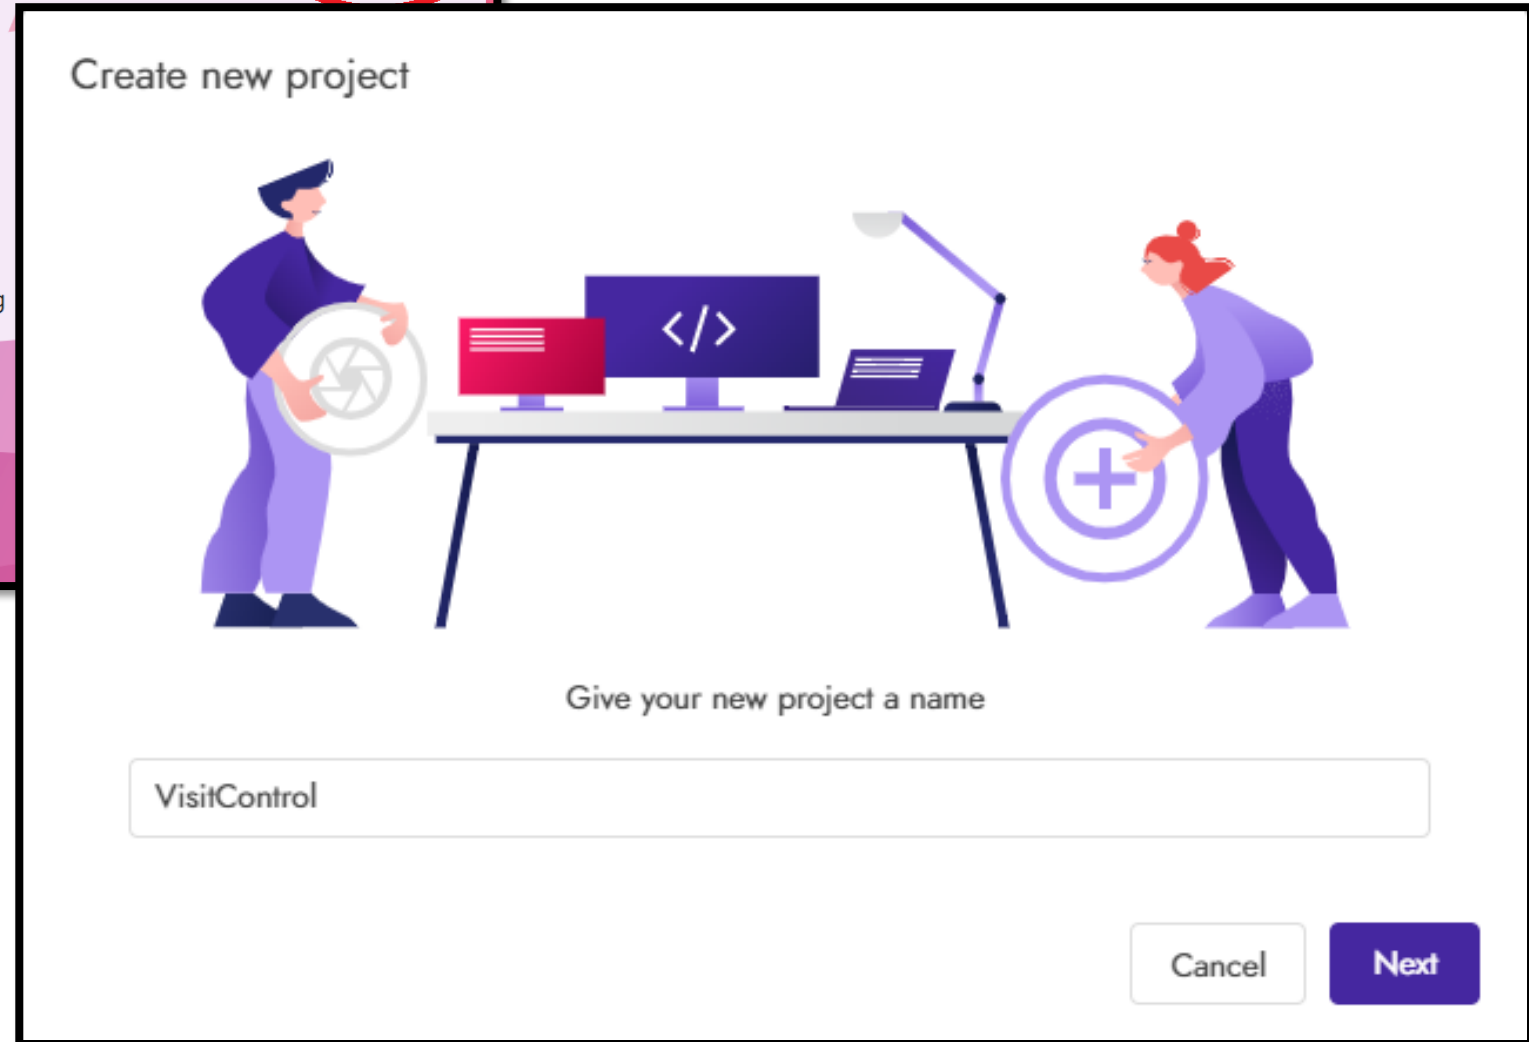 Create new project
</>
g
Give your new project a name
VisitControl
Cancel
Next